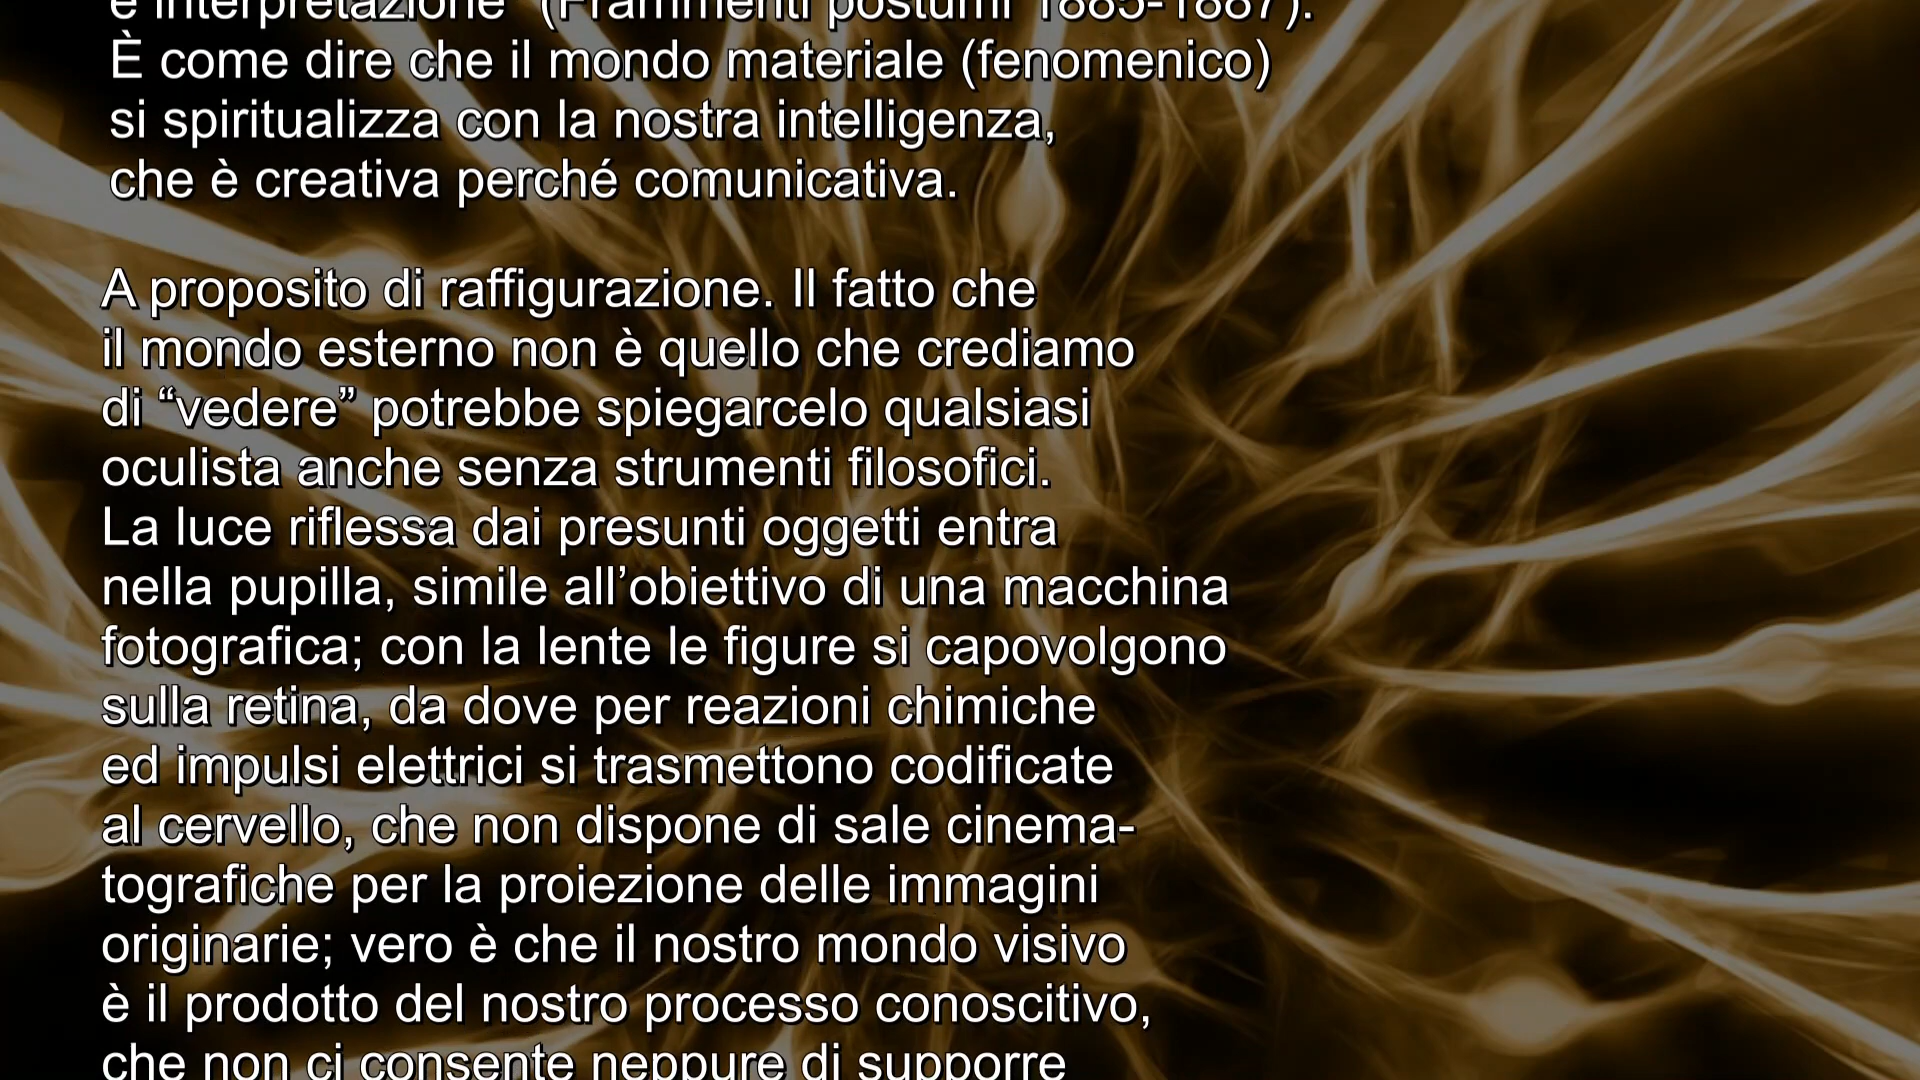 è interpretazione” (Frammenti postumi 1885-1887).
È come dire che il mondo materiale (fenomenico)
si spiritualizza con la nostra intelligenza,
che è creativa perché comunicativa.
A proposito di raffigurazione. Il fatto che
il mondo esterno non è quello che crediamo
di “vedere” potrebbe spiegarcelo qualsiasi
oculista anche senza strumenti filosofici.
La luce riflessa dai presunti oggetti entra
nella pupilla, simile all’obiettivo di una macchina
fotografica; con la lente le figure si capovolgono
sulla retina, da dove per reazioni chimiche
ed impulsi elettrici si trasmettono codificate
al cervello, che non dispone di sale cinema-
tografiche per la proiezione delle immagini
originarie; vero è che il nostro mondo visivo
è il prodotto del nostro processo conoscitivo,
che non ci consente neppure di supporre